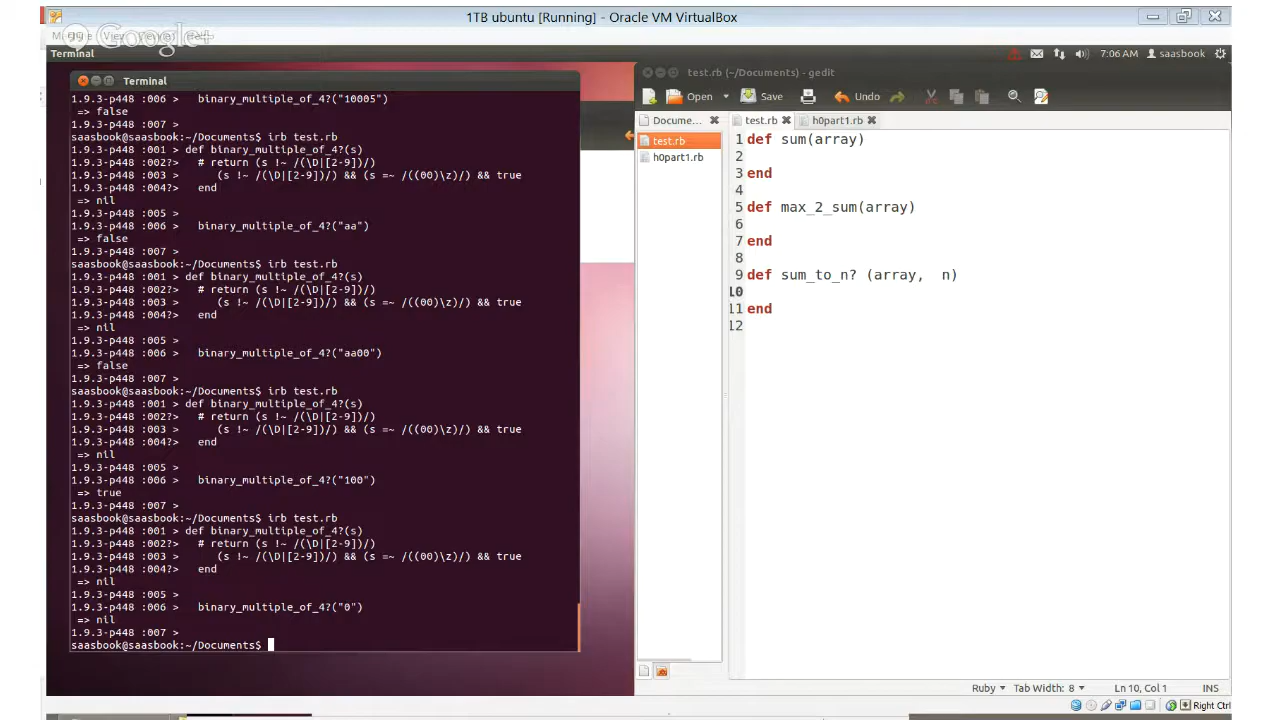 1TB ubuntu [Running] - Oracle VM VirtualBox
Google+
Terminal
7:06 AM saasbook
Terminal
1.9.3-p448 :006 > binary_multiple_of_4?("10005")
=> false
1.9.3-p448 :007 >
saasbook@saasbook:~/Documents$ irb test.rb
1.9.3-p448 :001 > def binary_multiple_of_4?(s)
1.9.3-p448 :002?> # return (s !~ /(\D|[2-9])/)
1.9.3-p448 :003 > (s !~ /(\D|[2-9])/) && (s =~ /((00)\z)/) && true
1.9.3-p448 :004?> end
=> nil
1.9.3-p448 :005 >
1.9.3-p448 :006 > binary_multiple_of_4?("aa")
=> false
1.9.3-p448 :007 >
saasbook@saasbook:~/Documents$ irb test.rb
1.9.3-p448 :001 > def binary_multiple_of_4?(s)
1.9.3-p448 :002?> # return (s !~ /(\D|[2-9])/)
1.9.3-p448 :003 > (s !~ /(\D|[2-9])/) && (s =~ /((00)\z)/) && true
1.9.3-p448 :004?> end
=> nil
1.9.3-p448 :005 >
1.9.3-p448 :006 > binary_multiple_of_4?("aa00")
=> false
1.9.3-p448 :007 >
saasbook@saasbook:~/Documents$ irb test.rb
1.9.3-p448 :001 > def binary_multiple_of_4?(s)
1.9.3-p448 :002?> # return (s !~ /(\D|[2-9])/)
1.9.3-p448 :003 > (s !~ /(\D|[2-9])/) && (s =~ /((00)\z)/) && true
1.9.3-p448 :004?> end
=> nil
1.9.3-p448 :005 >
1.9.3-p448 :006 > binary_multiple_of_4?("100")
=> true
1.9.3-p448 :007 >
saasbook@saasbook:~/Documents$ irb test.rb
1.9.3-p448 :001 > def binary_multiple_of_4?(s)
1.9.3-p448 :002?> # return (s !~ /(\D|[2-9])/)
1.9.3-p448 :003 > (s !~ /(\D|[2-9])/) && (s =~ /((00)\z)/) && true
1.9.3-p448 :004?> end
=> nil
1.9.3-p448 :005 >
1.9.3-p448 :006 > binary_multiple_of_4?("0")
=> nil
1.9.3-p448 :007 >
saasbook@saasbook:~/Documents$
test.rb (~/Documents) - gedit
Open Save Undo
Docume... test.rb h0part1.rb
test.rb
h0part1.rb
1 def sum(array)
2
3 end
4
5 def max_2_sum(array)
6
7 end
8
9 def sum_to_n? (array, n)
10
11 end
12
Ruby Tab Width: 8 Ln 10, Col 1 INS
Right Ctrl